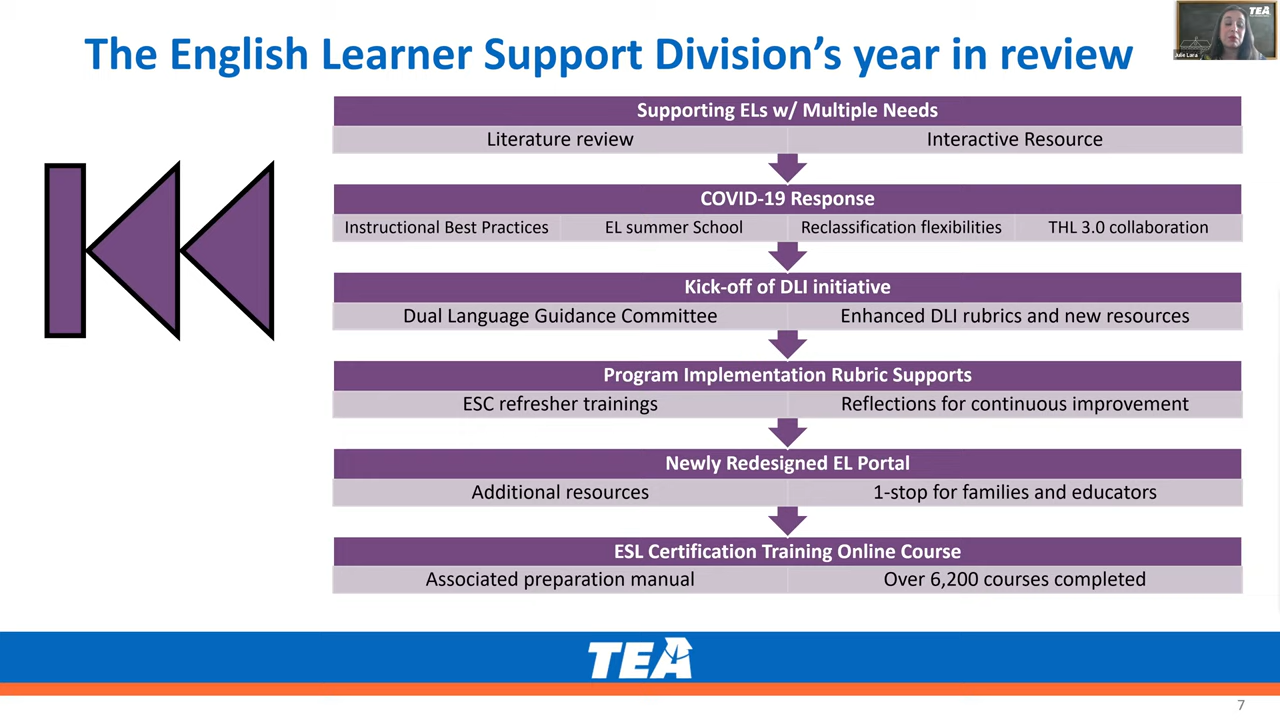 The English Learner Support Division's year in review
TEA
Julie Lara
Supporting ELs w/ Multiple Needs
Literature review Interactive Resource
COVID-19 Response
Instructional Best Practices EL summer School Reclassification flexibilities THL 3.0 collaboration
Kick-off of DLI initiative
Dual Language Guidance Committee Enhanced DLI rubrics and new resources
Program Implementation Rubric Supports
ESC refresher trainings Reflections for continuous improvement
Newly Redesigned EL Portal
Additional resources 1-stop for families and educators
ESL Certification Training Online Course
Associated preparation manual Over 6,200 courses completed
TEA
7